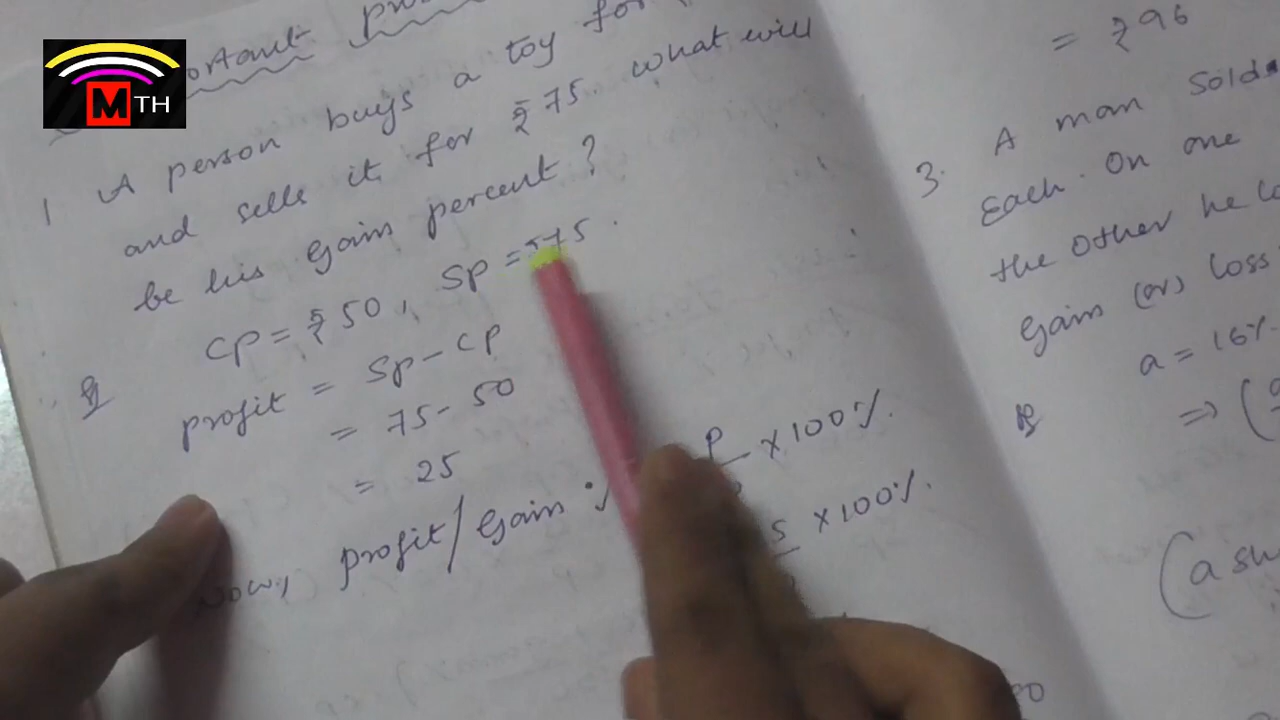 MTH
1 A person buys a toy for
and sells it for ₹75. what will
be his gain percent?
CP = ₹50, SP = ₹75.
profit = SP - CP
= 75 - 50
= 25
Now, profit/Gain % P × 100%.
5 × 100%.
= ₹96
3. A man sold
Each. On one
the other he
Gain (or) loss
a = 16%
⇒ (
(a